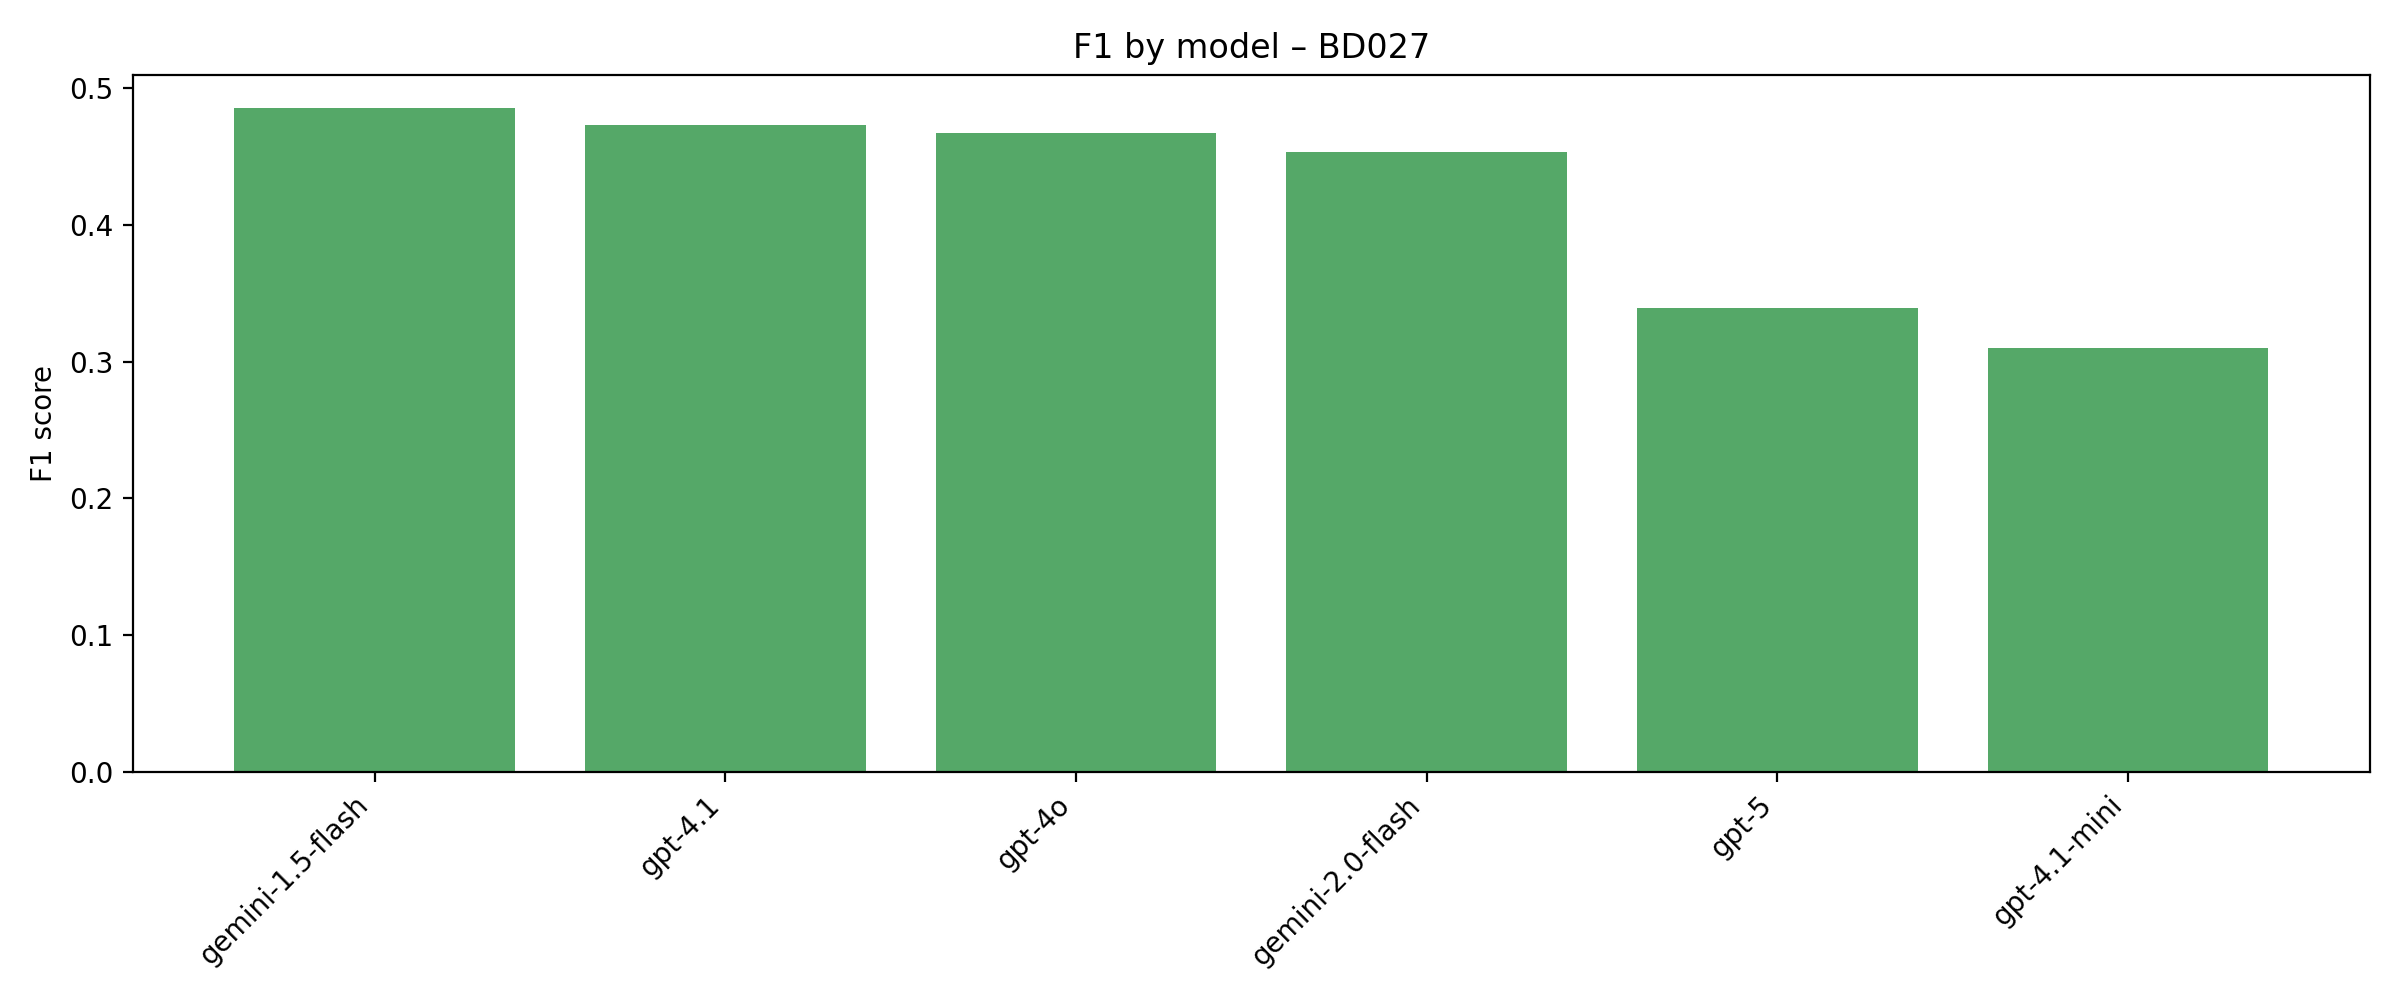 F1 by model – BD027
F1 score
0.5
0.4
0.3
0.2
0.1
0.0
gemini-1.5-flash
gpt-4.1
gpt-4o
gemini-2.0-flash
gpt-5
gpt-4.1-mini